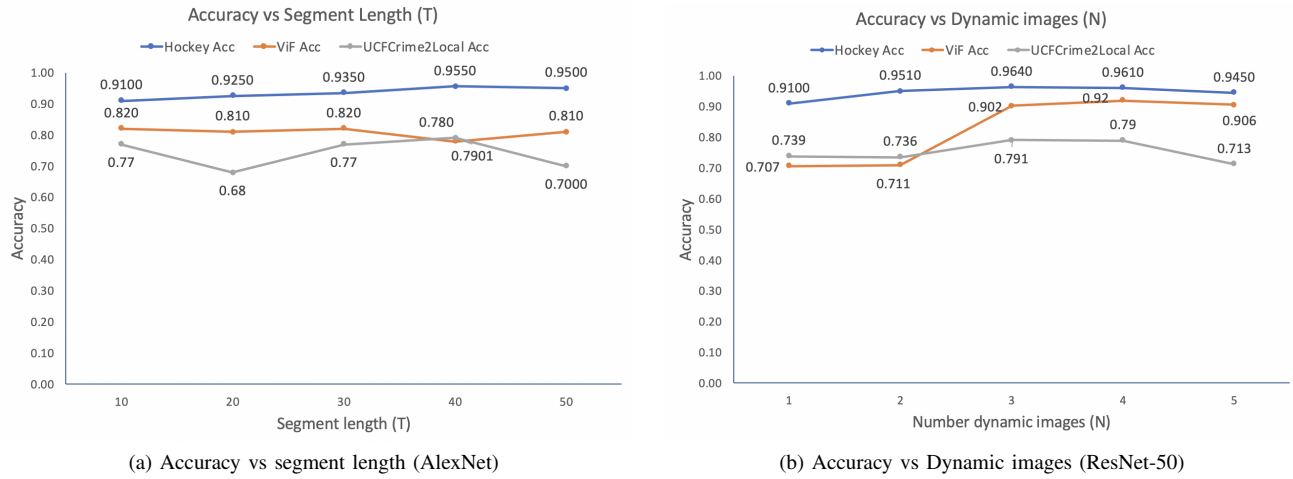 Accuracy vs Segment Length (T)
Hockey Acc ViF Acc UCFCrime2Local Acc
1.00
0.90
0.80
0.70
0.60
0.50
0.40
0.30
0.20
0.10
0.00
Accuracy
0.9100 0.9250 0.9350 0.9550 0.9500
0.820 0.810 0.820 0.780 0.810
0.77 0.68 0.77 0.7901 0.7000
10 20 30 40 50
Segment length (T)
(a) Accuracy vs segment length (AlexNet)
Accuracy vs Dynamic images (N)
Hockey Acc ViF Acc UCFCrime2Local Acc
1.00
0.90
0.80
0.70
0.60
0.50
0.40
0.30
0.20
0.10
0.00
Accuracy
0.9100 0.9510 0.9640 0.9610 0.9450
0.707 0.711 0.902 0.92 0.906
0.739 0.736 0.791 0.79 0.713
1 2 3 4 5
Number dynamic images (N)
(b) Accuracy vs Dynamic images (ResNet-50)